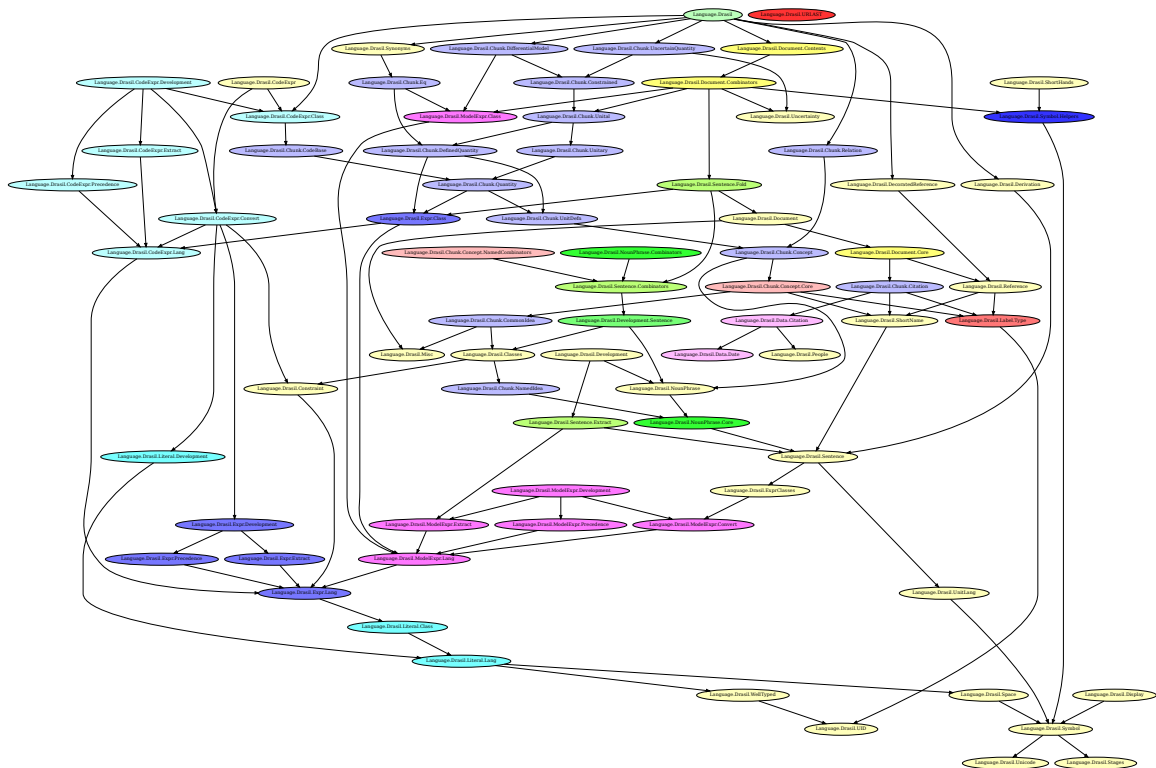 Language.Drasil
Language.Drasil.URLAST
Language.Drasil.Synonyms
Language.Drasil.Chunk.DifferentialModel
Language.Drasil.Chunk.UncertainQuantity
Language.Drasil.Document.Contents
Language.Drasil.CodeExpr.Development
Language.Drasil.CodeExpr
Language.Drasil.Chunk.Eq
Language.Drasil.Chunk.Constrained
Language.Drasil.Document.Combinators
Language.Drasil.ShortHands
Language.Drasil.CodeExpr.Class
Language.Drasil.ModelExpr.Class
Language.Drasil.Chunk.Unital
Language.Drasil.Uncertainty
Language.Drasil.Symbol.Helpers
Language.Drasil.CodeExpr.Extract
Language.Drasil.Chunk.CodeBase
Language.Drasil.Chunk.DefinedQuantity
Language.Drasil.Chunk.Unitary
Language.Drasil.Chunk.Relation
Language.Drasil.CodeExpr.Precedence
Language.Drasil.Chunk.Quantity
Language.Drasil.Sentence.Fold
Language.Drasil.DecoratedReference
Language.Drasil.Derivation
Language.Drasil.CodeExpr.Convert
Language.Drasil.Expr.Class
Language.Drasil.Chunk.UnitDefn
Language.Drasil.Document
Language.Drasil.CodeExpr.Lang
Language.Drasil.Chunk.Concept.NamedCombinators
Language.Drasil.NounPhrase.Combinators
Language.Drasil.Chunk.Concept
Language.Drasil.Document.Core
Language.Drasil.Sentence.Combinators
Language.Drasil.Chunk.Concept.Core
Language.Drasil.Chunk.Citation
Language.Drasil.Reference
Language.Drasil.Chunk.CommonIdea
Language.Drasil.Development.Sentence
Language.Drasil.Data.Citation
Language.Drasil.ShortName
Language.Drasil.Label.Type
Language.Drasil.Misc
Language.Drasil.Classes
Language.Drasil.Development
Language.Drasil.Data.Date
Language.Drasil.People
Language.Drasil.Constraint
Language.Drasil.Chunk.NamedIdea
Language.Drasil.NounPhrase
Language.Drasil.Sentence.Extract
Language.Drasil.NounPhrase.Core
Language.Drasil.Literal.Development
Language.Drasil.Sentence
Language.Drasil.ModelExpr.Development
Language.Drasil.ExprClasses
Language.Drasil.Expr.Development
Language.Drasil.ModelExpr.Extract
Language.Drasil.ModelExpr.Precedence
Language.Drasil.ModelExpr.Convert
Language.Drasil.Expr.Precedence
Language.Drasil.Expr.Extract
Language.Drasil.ModelExpr.Lang
Language.Drasil.Expr.Lang
Language.Drasil.UnitLang
Language.Drasil.Literal.Class
Language.Drasil.Literal.Lang
Language.Drasil.WellTyped
Language.Drasil.Space
Language.Drasil.Display
Language.Drasil.UID
Language.Drasil.Symbol
Language.Drasil.Unicode
Language.Drasil.Stages